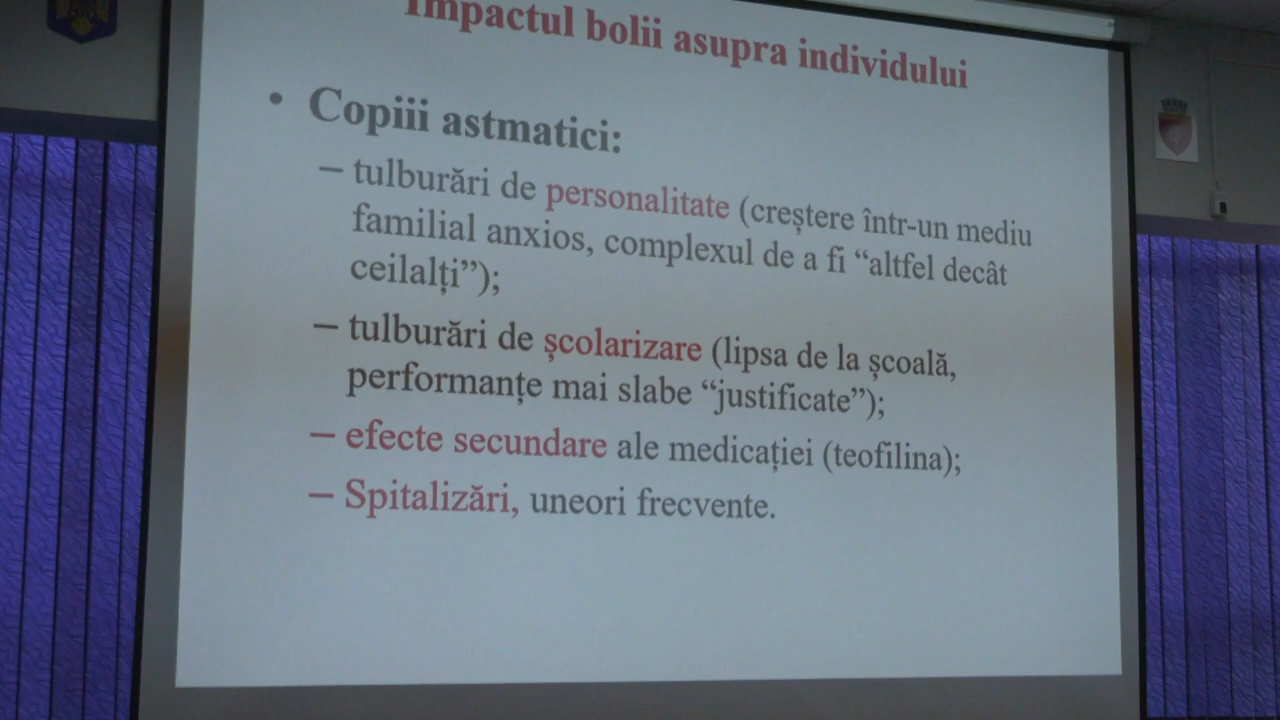 Impactul bolii asupra individului
• Copiii astmatici:
– tulburări de personalitate (creștere într-un mediu
familial anxios, complexul de a fi “altfel decât
ceilalți”);
– tulburări de școlarizare (lipsa de la școală,
performanțe mai slabe “justificate”);
– efecte secundare ale medicației (teofilina);
– Spitalizări, uneori frecvente.